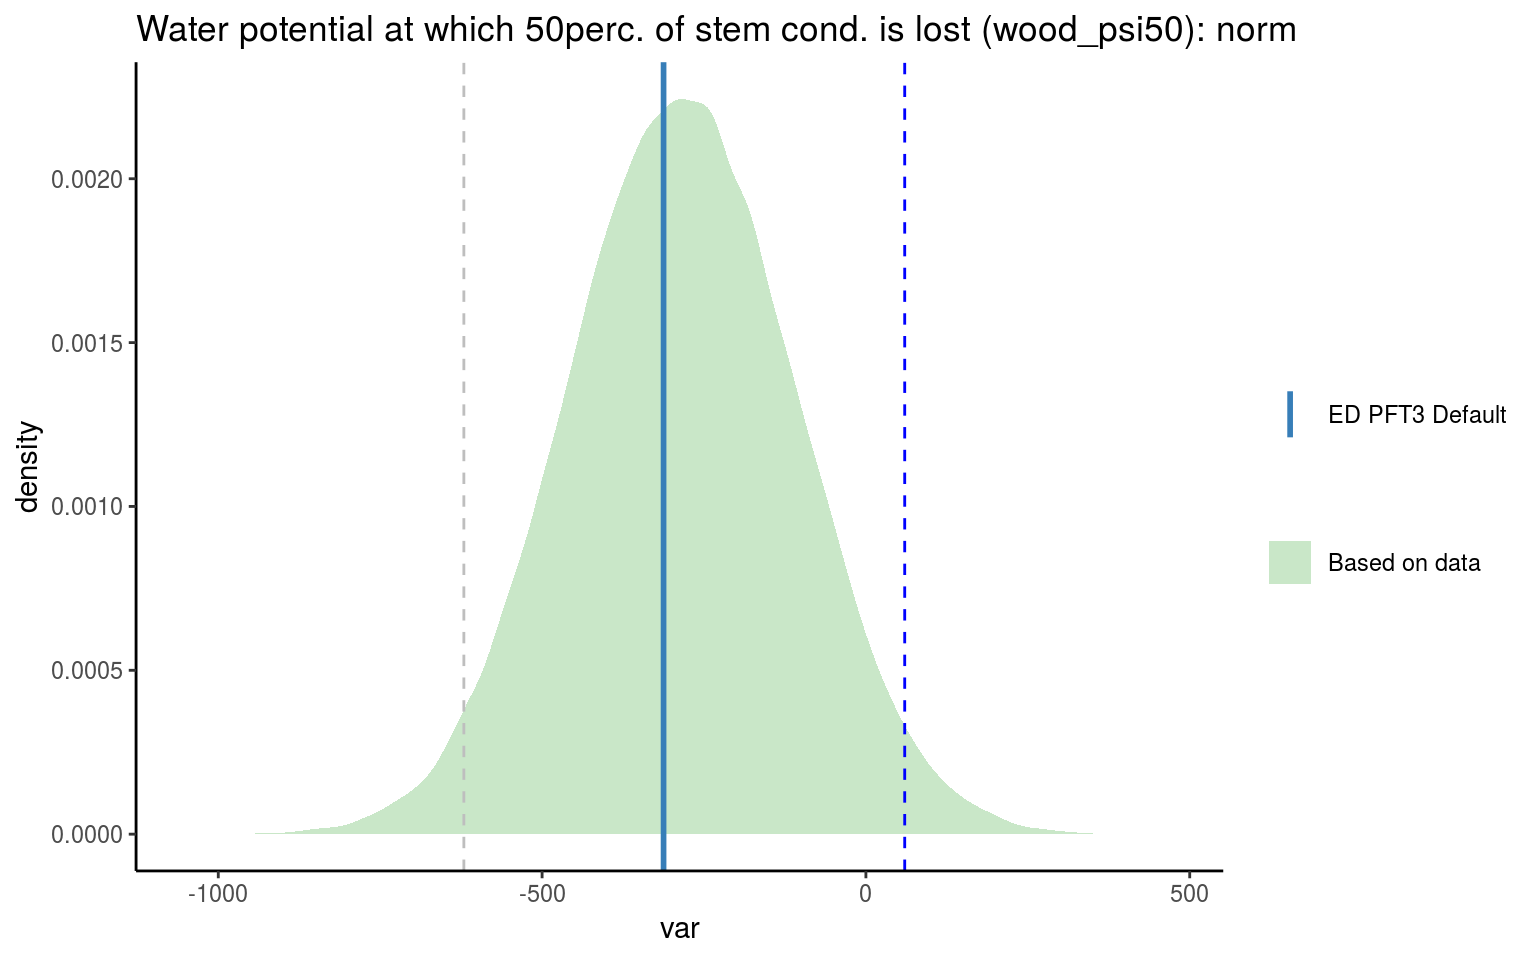 Water potential at which 50perc. of stem cond. is lost (wood_psi50): norm
0.0020
0.0015
0.0010
0.0005
0.0000
density
-1000
-500
0
500
var
ED PFT3 Default
Based on data